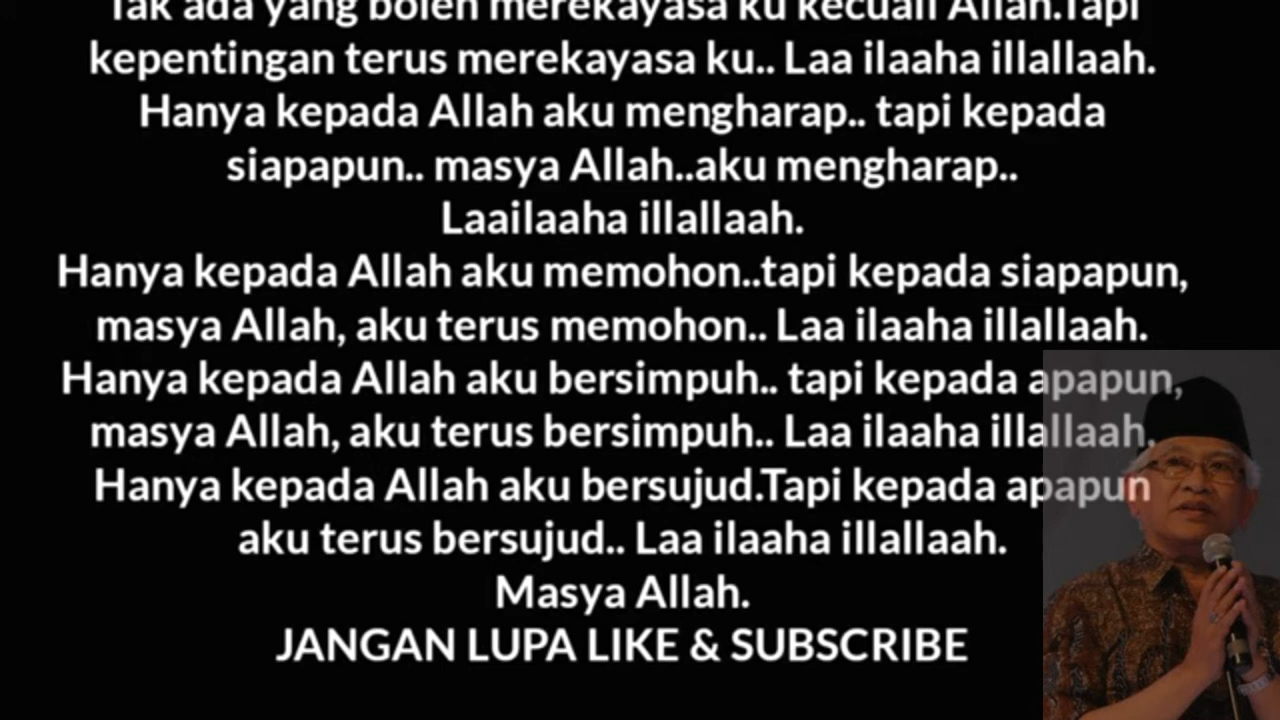 Tak ada yang boleh merekayasa ku kecuali Allah.Tapi
kepentingan terus merekayasa ku.. Laa ilaaha illallaah.
Hanya kepada Allah aku mengharap.. tapi kepada
siapapun.. masya Allah..aku mengharap..
Laailaaha illallaah.
Hanya kepada Allah aku memohon..tapi kepada siapapun,
masya Allah, aku terus memohon.. Laa ilaaha illallaah.
Hanya kepada Allah aku bersimpuh.. tapi kepada apapun,
masya Allah, aku terus bersimpuh.. Laa ilaaha illallaah.
Hanya kepada Allah aku bersujud.Tapi kepada apapun
aku terus bersujud.. Laa ilaaha illallaah.
Masya Allah.
JANGAN LUPA LIKE & SUBSCRIBE